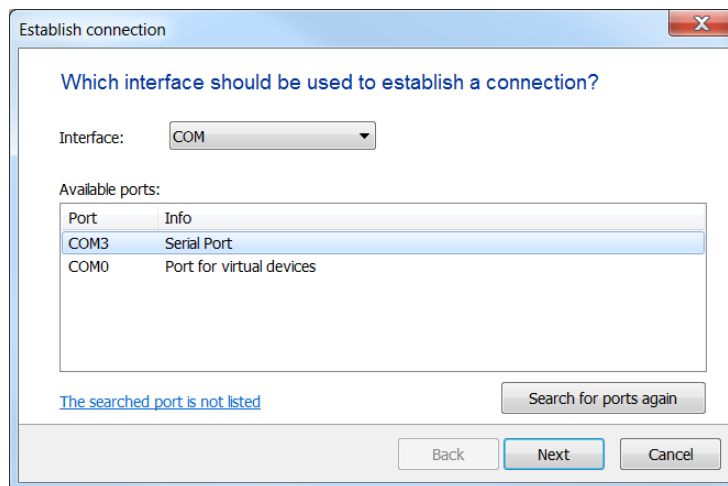 Establish connection
Which interface should be used to establish a connection?
Interface: COM
Available ports:
Port Info
COM3 Serial Port
COM0 Port for virtual devices
The searched port is not listed Search for ports again
Back Next Cancel